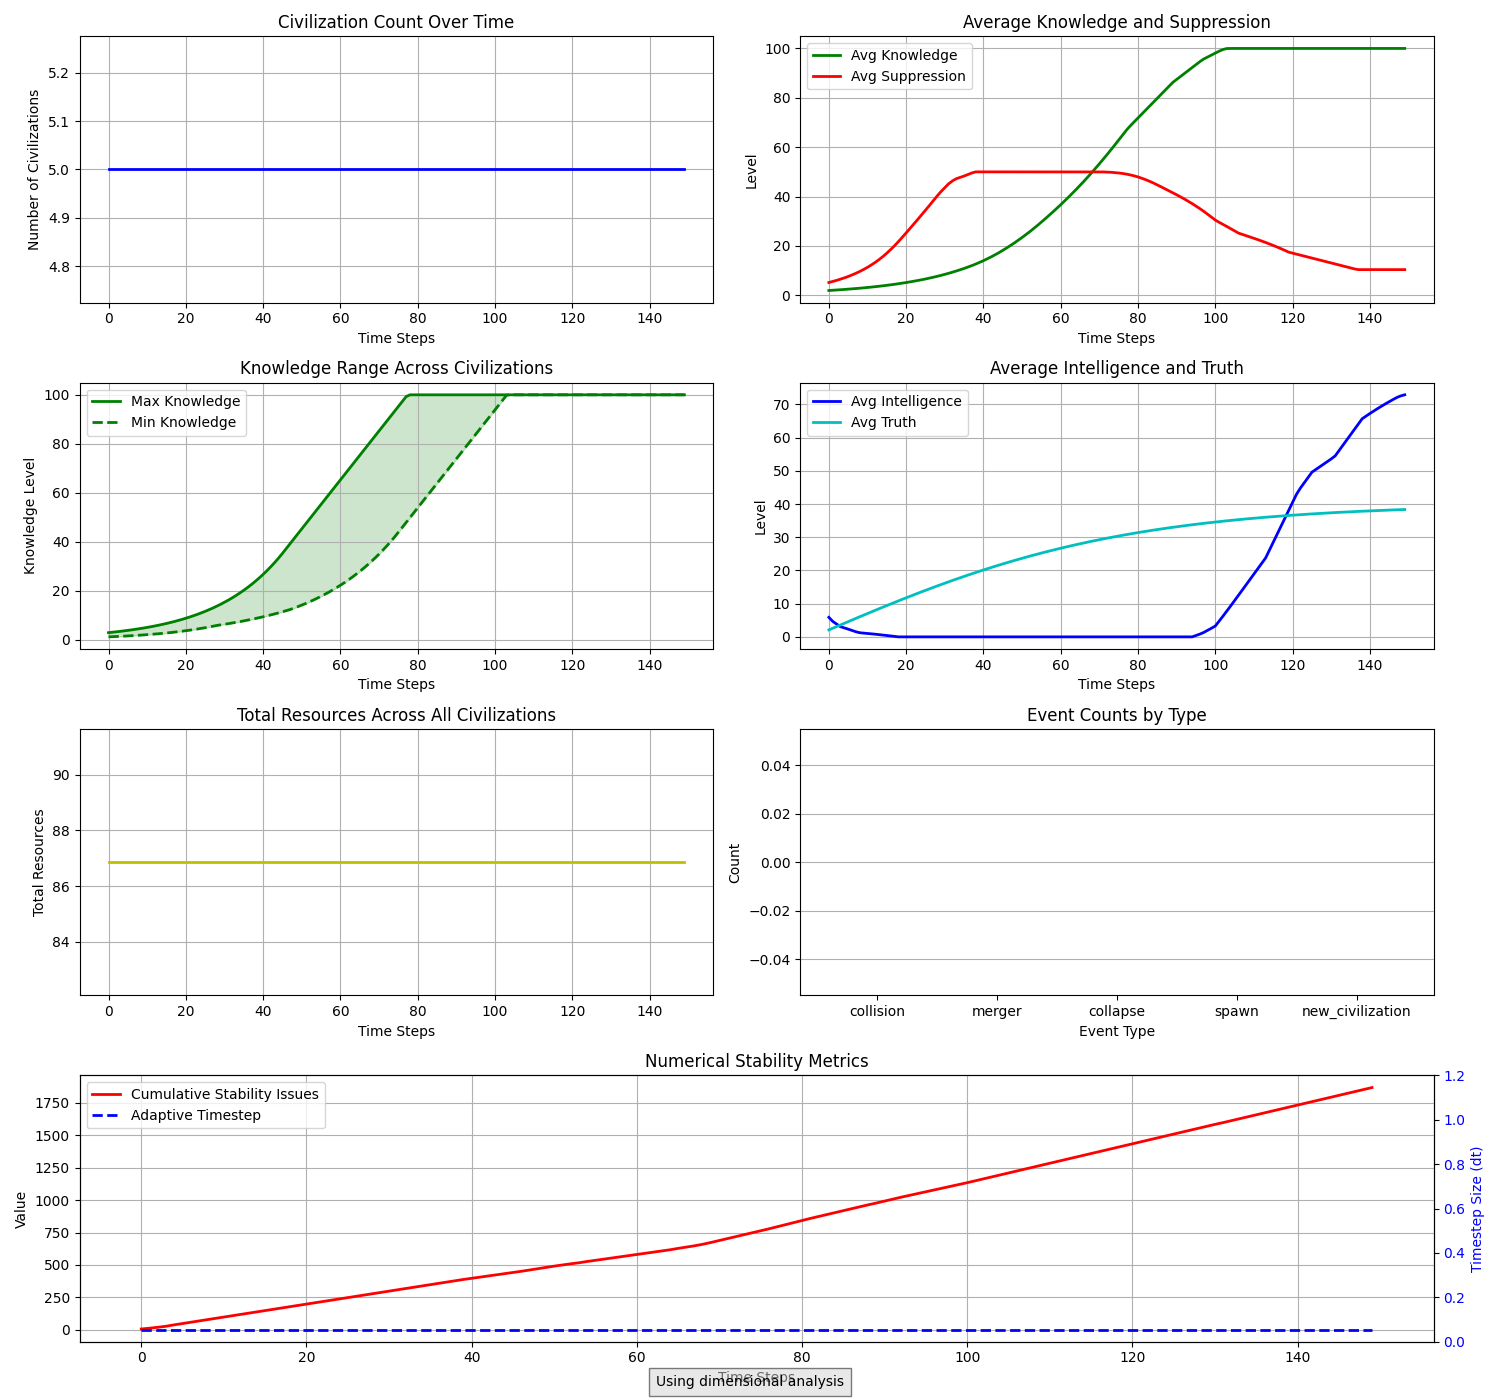 Civilization Count Over Time
Number of Civilizations
5.2
5.1
5.0
4.9
4.8
0 20 40 60 80 100 120 140
Time Steps
Average Knowledge and Suppression
Avg Knowledge
Avg Suppression
Level
100
80
60
40
20
0
0 20 40 60 80 100 120 140
Time Steps
Knowledge Range Across Civilizations
Max Knowledge
Min Knowledge
Knowledge Level
100
80
60
40
20
0
0 20 40 60 80 100 120 140
Time Steps
Average Intelligence and Truth
Avg Intelligence
Avg Truth
Level
70
60
50
40
30
20
10
0
0 20 40 60 80 100 120 140
Time Steps
Total Resources Across All Civilizations
Total Resources
90
88
86
84
0 20 40 60 80 100 120 140
Time Steps
Event Counts by Type
Count
0.04
0.02
0.00
−0.02
−0.04
collision merger collapse spawn new_civilization
Event Type
Numerical Stability Metrics
Cumulative Stability Issues
Adaptive Timestep
Value
1750
1500
1250
1000
750
500
250
0
1.2
1.0
0.8
0.6
0.4
0.2
0.0
Timestep Size (dt)
0 20 40 60 80 100 120 140
Time Steps
Using dimensional analysis